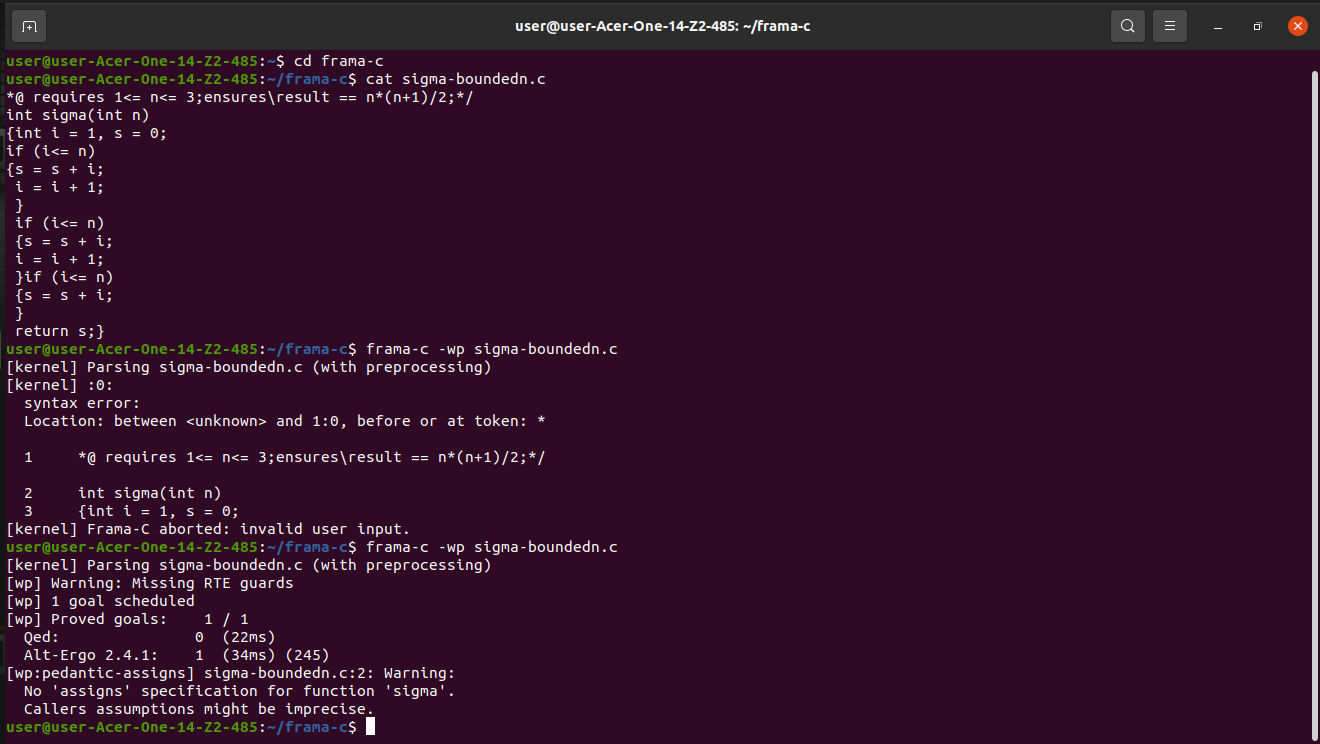 user@user-Acer-One-14-Z2-485: ~/frama-c
user@user-Acer-One-14-Z2-485:~$ cd frama-c
user@user-Acer-One-14-Z2-485:~/frama-c$ cat sigma-boundedn.c
*@ requires 1<= n<= 3;ensures\result == n*(n+1)/2;*/
int sigma(int n)
{int i = 1, s = 0;
if (i<= n)
{s = s + i;
 i = i + 1;
 }
 if (i<= n)
 {s = s + i;
 i = i + 1;
 }if (i<= n)
 {s = s + i;
 }
 return s;}
user@user-Acer-One-14-Z2-485:~/frama-c$ frama-c -wp sigma-boundedn.c
[kernel] Parsing sigma-boundedn.c (with preprocessing)
[kernel] :0:
  syntax error:
  Location: between <unknown> and 1:0, before or at token: *
  1     *@ requires 1<= n<= 3;ensures\result == n*(n+1)/2;*/
  2     int sigma(int n)
  3     {int i = 1, s = 0;
[kernel] Frama-C aborted: invalid user input.
user@user-Acer-One-14-Z2-485:~/frama-c$ frama-c -wp sigma-boundedn.c
[kernel] Parsing sigma-boundedn.c (with preprocessing)
[wp] Warning: Missing RTE guards
[wp] 1 goal scheduled
[wp] Proved goals:    1 / 1
  Qed:               0  (22ms)
  Alt-Ergo 2.4.1:    1  (34ms) (245)
[wp:pedantic-assigns] sigma-boundedn.c:2: Warning:
  No 'assigns' specification for function 'sigma'.
  Callers assumptions might be imprecise.
user@user-Acer-One-14-Z2-485:~/frama-c$